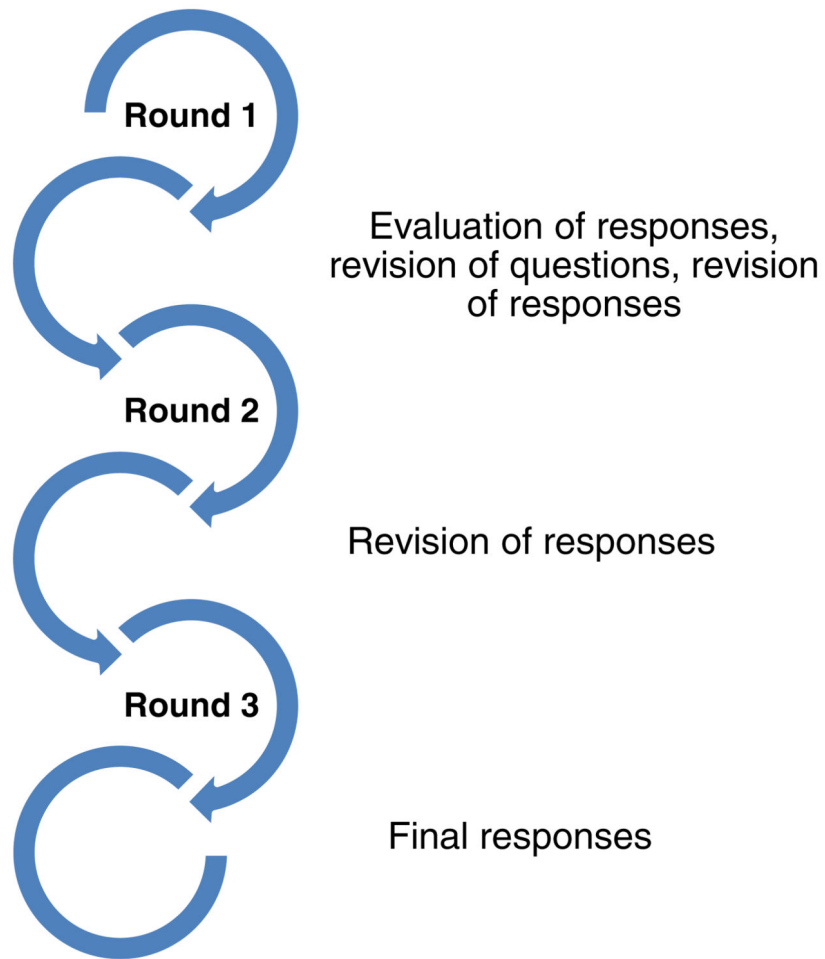 Round 1
Evaluation of responses,
revision of questions, revision
of responses
Round 2
Revision of responses
Round 3
Final responses